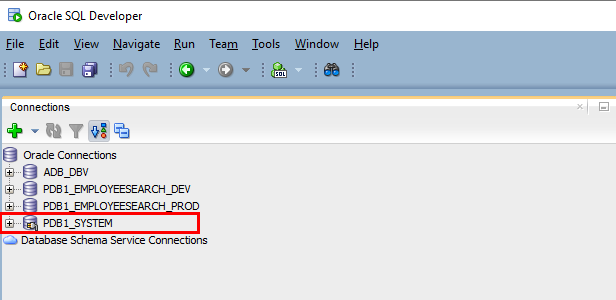 Oracle SQL Developer
File Edit View Navigate Run Team Tools Window Help
SQL
Connections
Oracle Connections
ADB_DBV
PDB1_EMPLOYEESEARCH_DEV
PDB1_EMPLOYEESEARCH_PROD
PDB1_SYSTEM
Database Schema Service Connections